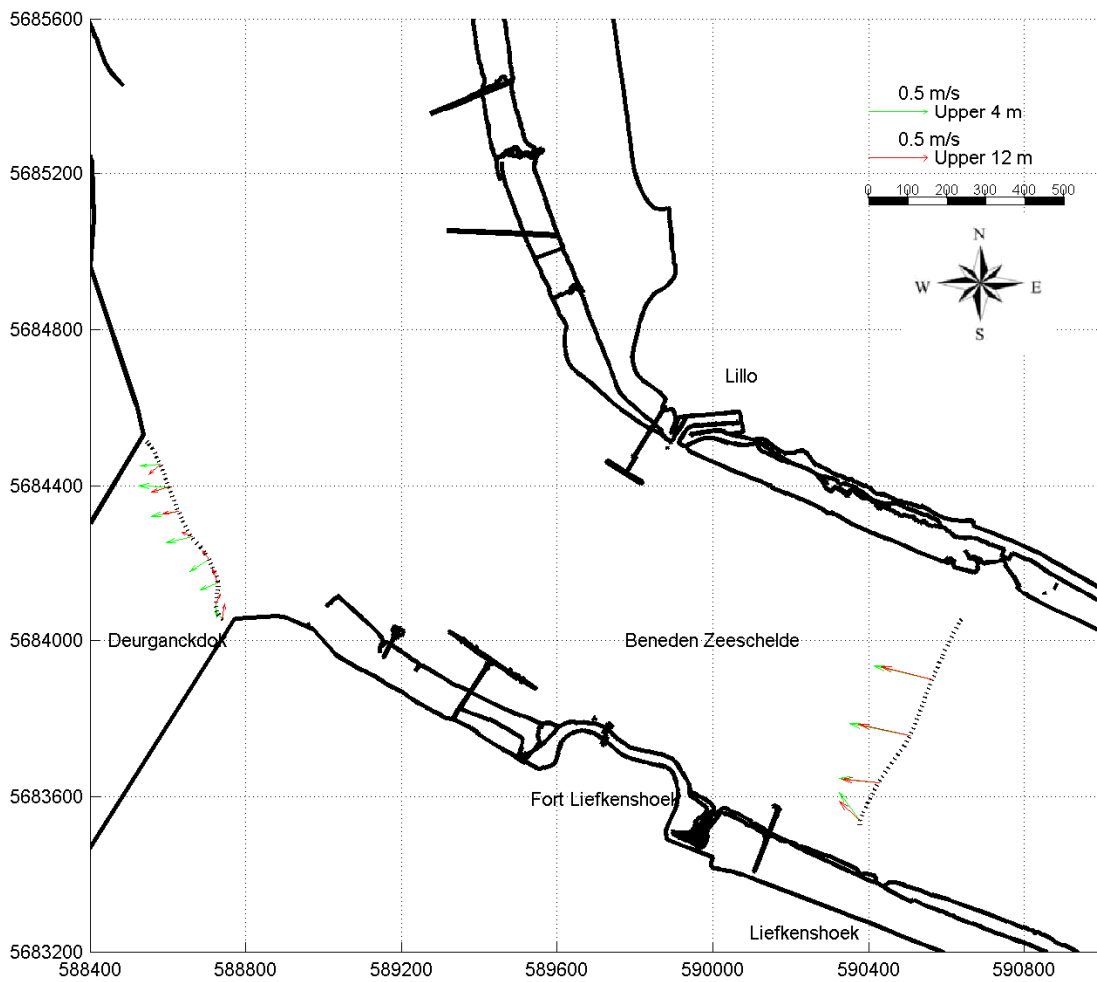 5685600
0.5 m/s
Upper 4 m
0.5 m/s
Upper 12 m
0 100 200 300 400 500
5685200
N
W E
S
5684800
Lillo
5684400
5684000
Deurganckdok
Beneden Zeeschelde
5683600
Fort Liefkenshoek
Liefkenshoek
5683200
588400 588800 589200 589600 590000 590400 590800